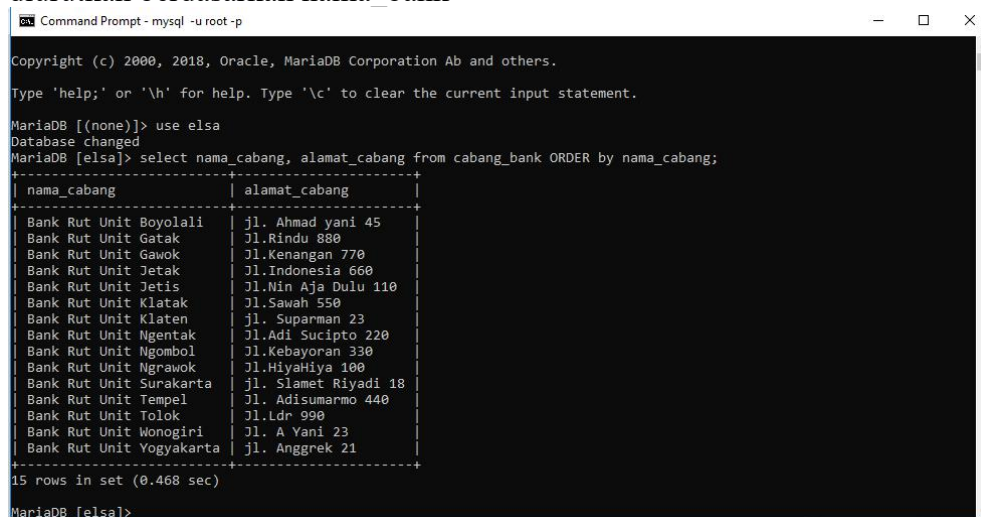 Command Prompt - mysql -u root -p
Copyright (c) 2000, 2018, Oracle, MariaDB Corporation Ab and others.
Type 'help;' or '\h' for help. Type '\c' to clear the current input statement.
MariaDB [(none)]> use elsa
Database changed
MariaDB [elsa]> select nama_cabang, alamat_cabang from cabang_bank ORDER by nama_cabang;
+-------------------------+----------------------+
| nama_cabang | alamat_cabang |
+-------------------------+----------------------+
| Bank Rut Unit Boyolali | jl. Ahmad yani 45 |
| Bank Rut Unit Gatak | Jl.Rindu 880 |
| Bank Rut Unit Gawok | Jl.Kenangan 770 |
| Bank Rut Unit Jetak | Jl.Indonesia 660 |
| Bank Rut Unit Jetis | Jl.Nin Aja Dulu 110 |
| Bank Rut Unit Klatak | Jl.Sawah 550 |
| Bank Rut Unit Klaten | jl. Suparman 23 |
| Bank Rut Unit Ngentak | Jl.Adi Sucipto 220 |
| Bank Rut Unit Ngombol | Jl.Kebayoran 330 |
| Bank Rut Unit Ngrawok | Jl.HiyaHiya 100 |
| Bank Rut Unit Surakarta | jl. Slamet Riyadi 18 |
| Bank Rut Unit Tempel | Jl. Adisumarmo 440 |
| Bank Rut Unit Tolok | Jl.Ldr 990 |
| Bank Rut Unit Wonogiri | Jl. A Yani 23 |
| Bank Rut Unit Yogyakarta | jl. Anggrek 21 |
+-------------------------+----------------------+
15 rows in set (0.468 sec)
MariaDB [elsa]>